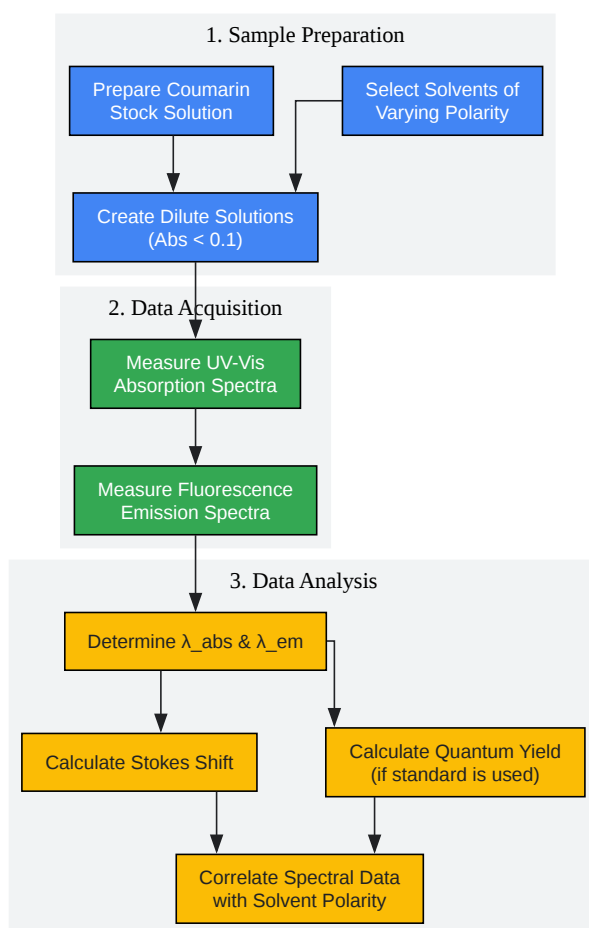 1. Sample Preparation
Prepare Coumarin
Stock Solution
Select Solvents of
Varying Polarity
Create Dilute Solutions
(Abs < 0.1)
2. Data Acquisition
Measure UV-Vis
Absorption Spectra
Measure Fluorescence
Emission Spectra
3. Data Analysis
Determine λ_abs & λ_em
Calculate Stokes Shift
Calculate Quantum Yield
(if standard is used)
Correlate Spectral Data
with Solvent Polarity